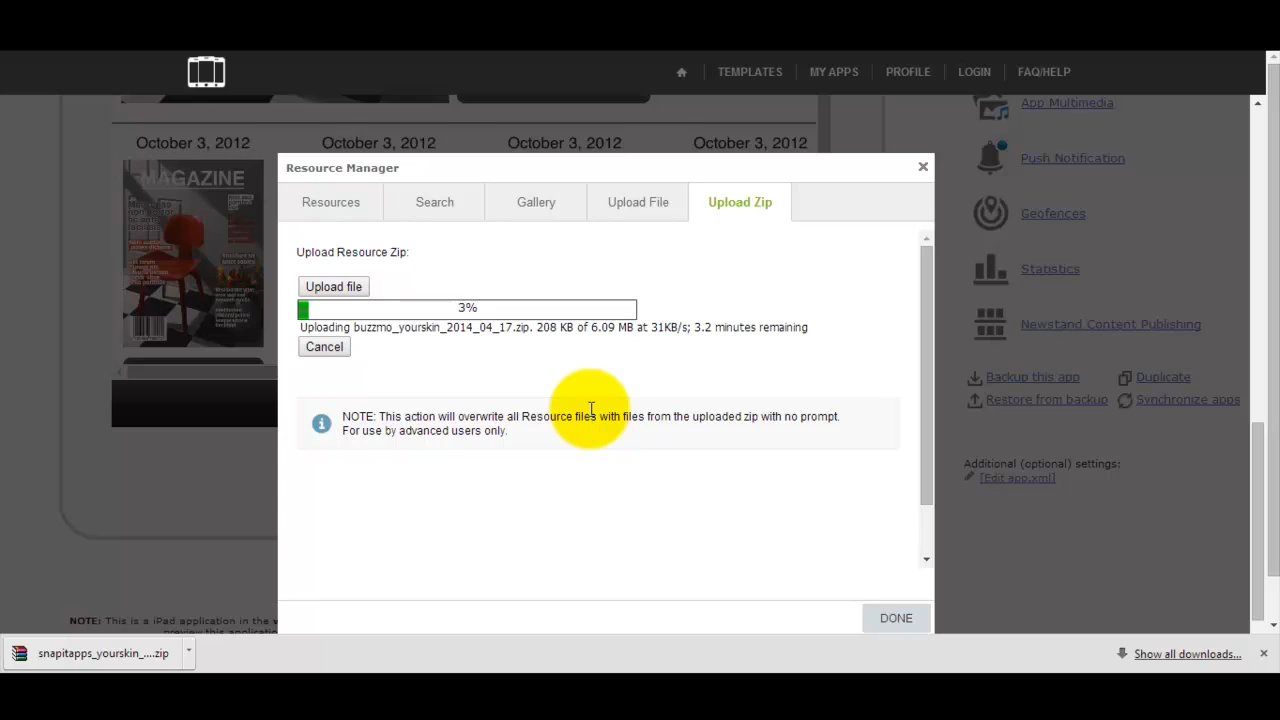 TEMPLATES
MY APPS
PROFILE
LOGIN
FAQ/HELP
October 3, 2012
October 3, 2012
October 3, 2012
October 3, 2012
MAGAZINE
Resource Manager
Resources
Search
Gallery
Upload File
Upload Zip
Upload Resource Zip:
Upload file
3%
Uploading buzzmo_yourskin_2014_04_17.zip. 208 KB of 6.09 MB at 31KB/s; 3.2 minutes remaining
Cancel
NOTE: This action will overwrite all Resource files with files from the uploaded zip with no prompt.
For use by advanced users only.
DONE
App Multimedia
Push Notification
Geofences
Statistics
Newstand Content Publishing
Backup this app
Duplicate
Restore from backup
Synchronize apps
Additional (optional) settings:
[Edit app.xml]
NOTE: This is a iPad application in the
preview this application
snapitapps_yourskin_....zip
Show all downloads...